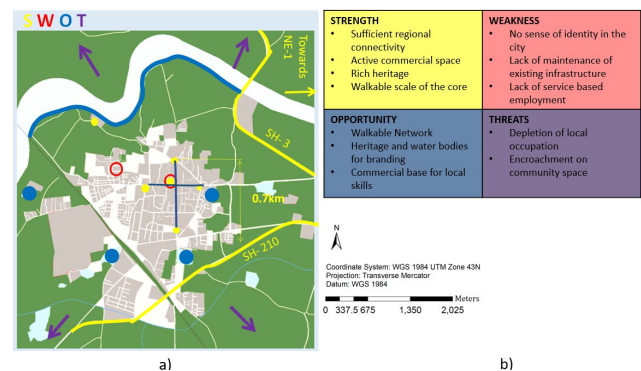 S W O T
Towards
NE-1
SH- 3
0.7km
SH- 210
a)
STRENGTH
• Sufficient regional
connectivity
• Active commercial space
• Rich heritage
• Walkable scale of the core
WEAKNESS
• No sense of identity in the
city
• Lack of maintenance of
existing infrastructure
• Lack of service based
employment
OPPORTUNITY
• Walkable Network
• Heritage and water bodies
for branding
• Commercial base for local
skills
THREATS
• Depletion of local
occupation
• Encroachment on
community space
N
Coordinate System: WGS 1984 UTM Zone 43N
Projection: Transverse Mercator
Datum: WGS 1984
Meters
0 337.5 675 1,350 2,025
b)